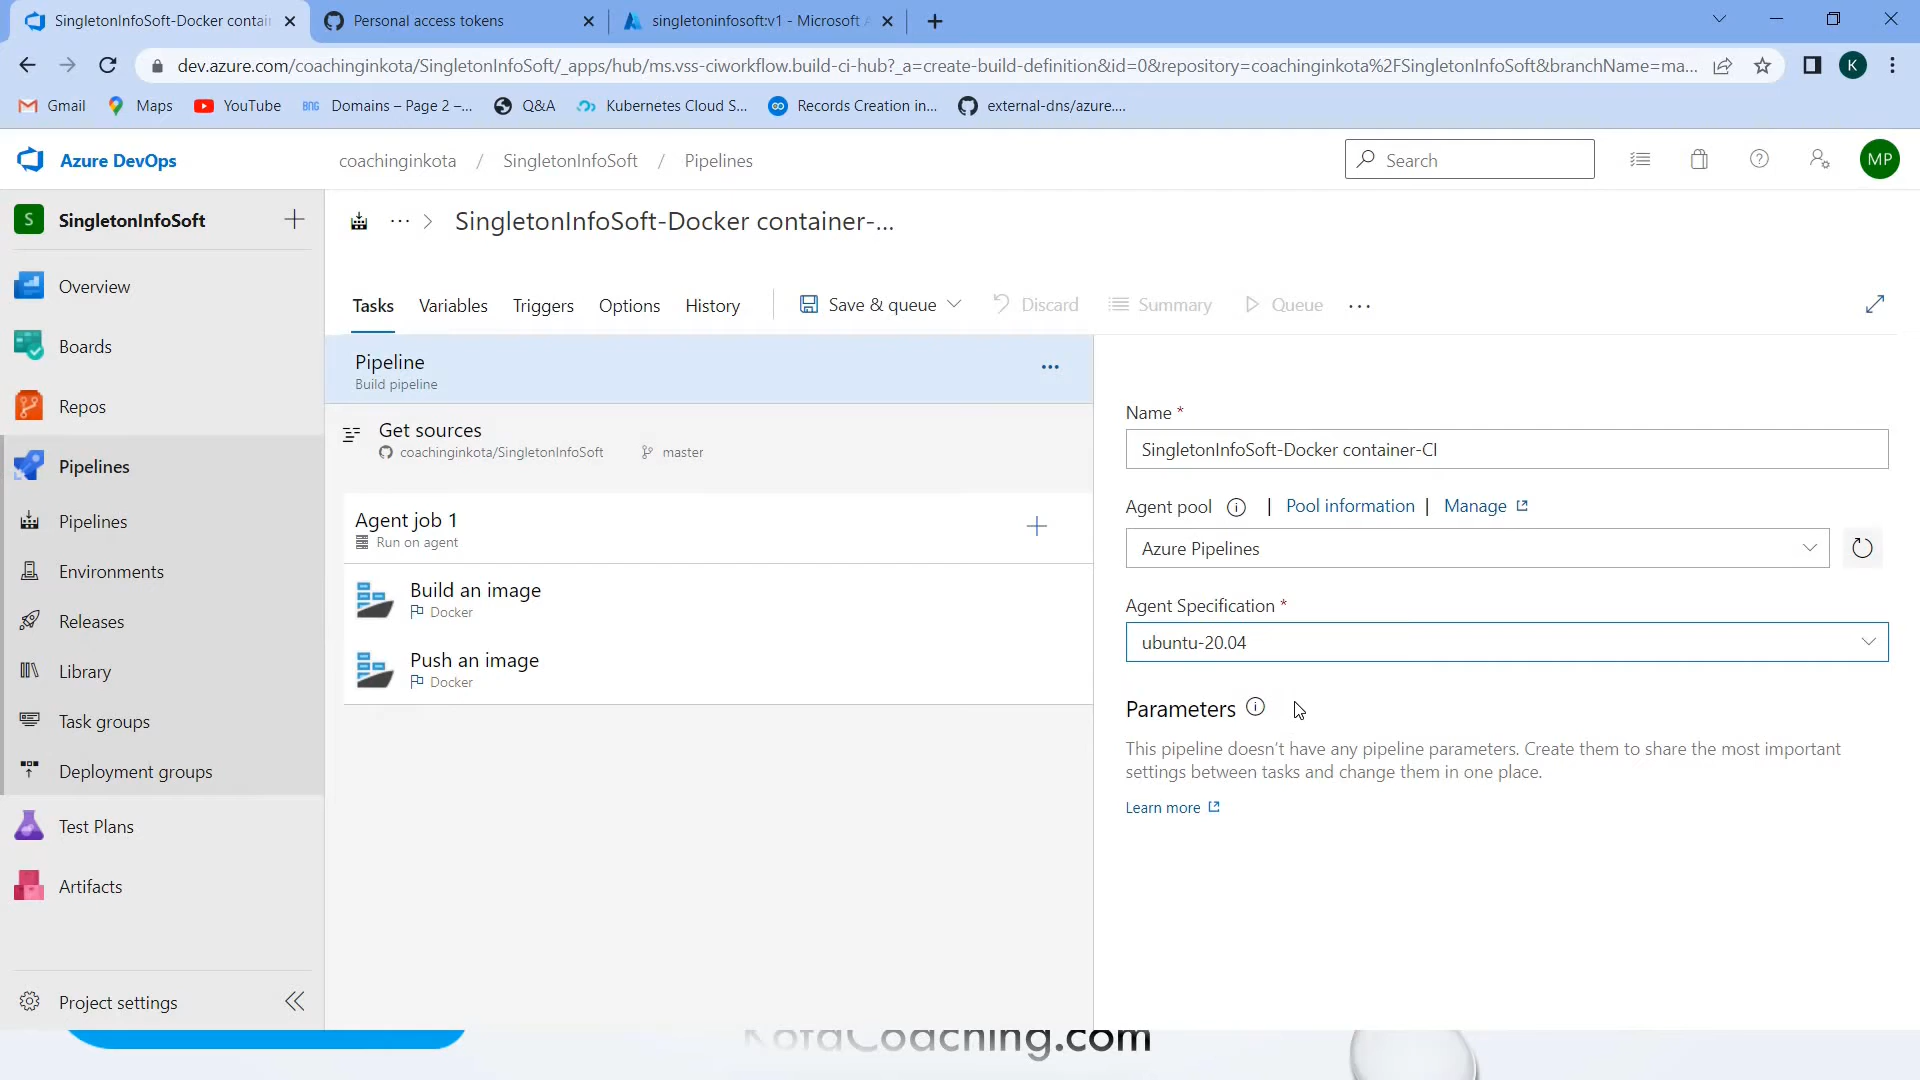 SingletonInfoSoft-Docker contai
Personal access tokens
singletoninfosoft:v1 - Microsoft A
dev.azure.com/coachinginkota/SingletonInfoSoft/_apps/hub/ms.vss-ciworkflow.build-ci-hub?_a=create-build-definition&id=0&repository=coachinginkota%2FSingletonInfoSoft&branchName=ma...
K
Gmail
Maps
YouTube
BNG
Domains – Page 2 –...
Q&A
Kubernetes Cloud S...
Records Creation in...
external-dns/azure....
Azure DevOps
coachinginkota / SingletonInfoSoft / Pipelines
Search
MP
S
SingletonInfoSoft
SingletonInfoSoft-Docker container-...
Overview
Boards
Repos
Pipelines
Pipelines
Environments
Releases
Library
Task groups
Deployment groups
Test Plans
Artifacts
Project settings
Tasks
Variables
Triggers
Options
History
Save & queue
Discard
Summary
Queue
Pipeline
Build pipeline
Get sources
coachinginkota/SingletonInfoSoft
master
Agent job 1
Run on agent
Build an image
Docker
Push an image
Docker
Name *
SingletonInfoSoft-Docker container-CI
Agent pool | Pool information | Manage
Azure Pipelines
Agent Specification *
ubuntu-20.04
Parameters
This pipeline doesn't have any pipeline parameters. Create them to share the most important
settings between tasks and change them in one place.
Learn more
KotaCoaching.com